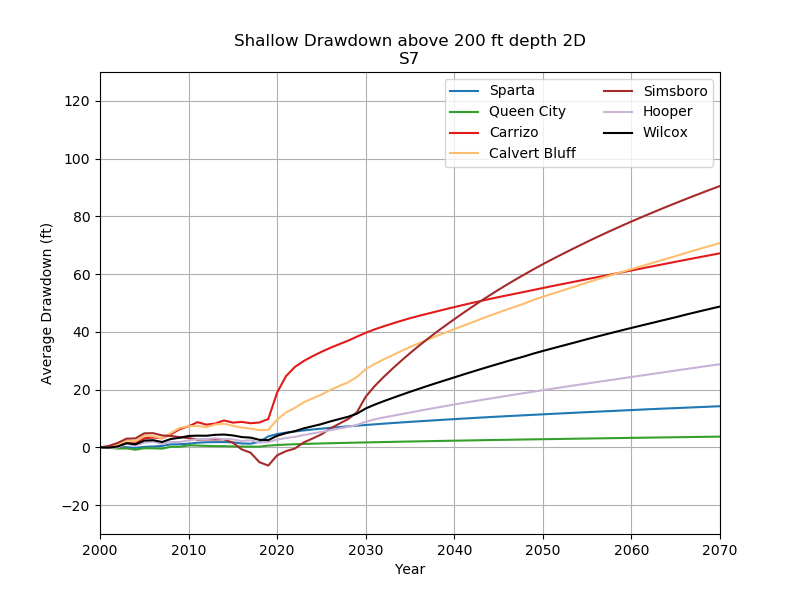 Shallow Drawdown above 200 ft depth 2D
S7
Sparta
Queen City
Carrizo
Calvert Bluff
Simsboro
Hooper
Wilcox
Average Drawdown (ft)
120
100
80
60
40
20
0
−20
2000 2010 2020 2030 2040 2050 2060 2070
Year